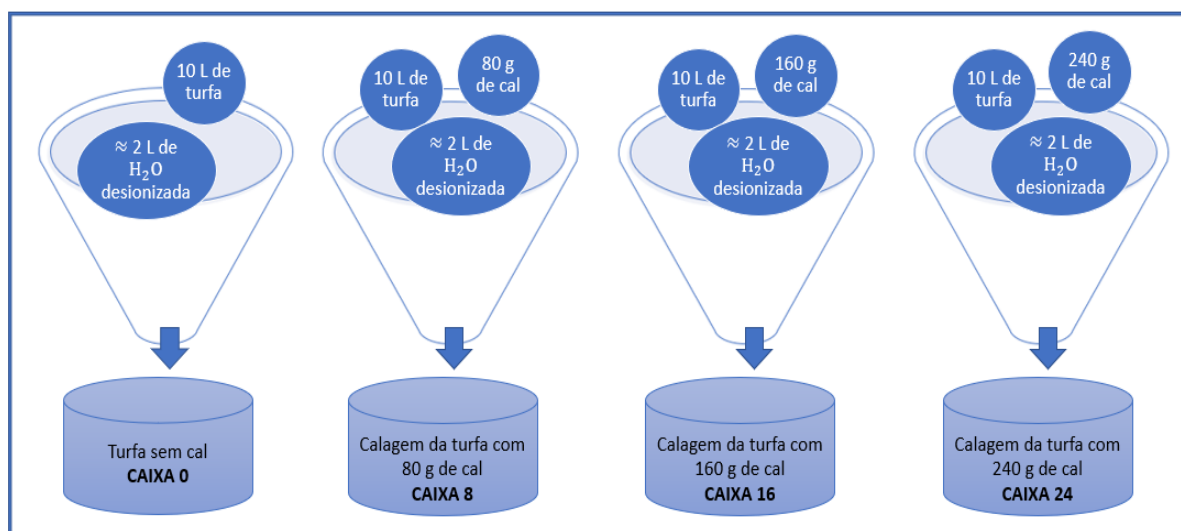 10 L de
turfa
≈ 2 L de
H₂O
desionizada
Turfa sem cal
CAIXA 0
10 L de
turfa
80 g
de cal
≈ 2 L de
H₂O
desionizada
Calagem da turfa com
80 g de cal
CAIXA 8
10 L de
turfa
160 g
de cal
≈ 2 L de
H₂O
desionizada
Calagem da turfa com
160 g de cal
CAIXA 16
10 L de
turfa
240 g
de cal
≈ 2 L de
H₂O
desionizada
Calagem da turfa com
240 g de cal
CAIXA 24